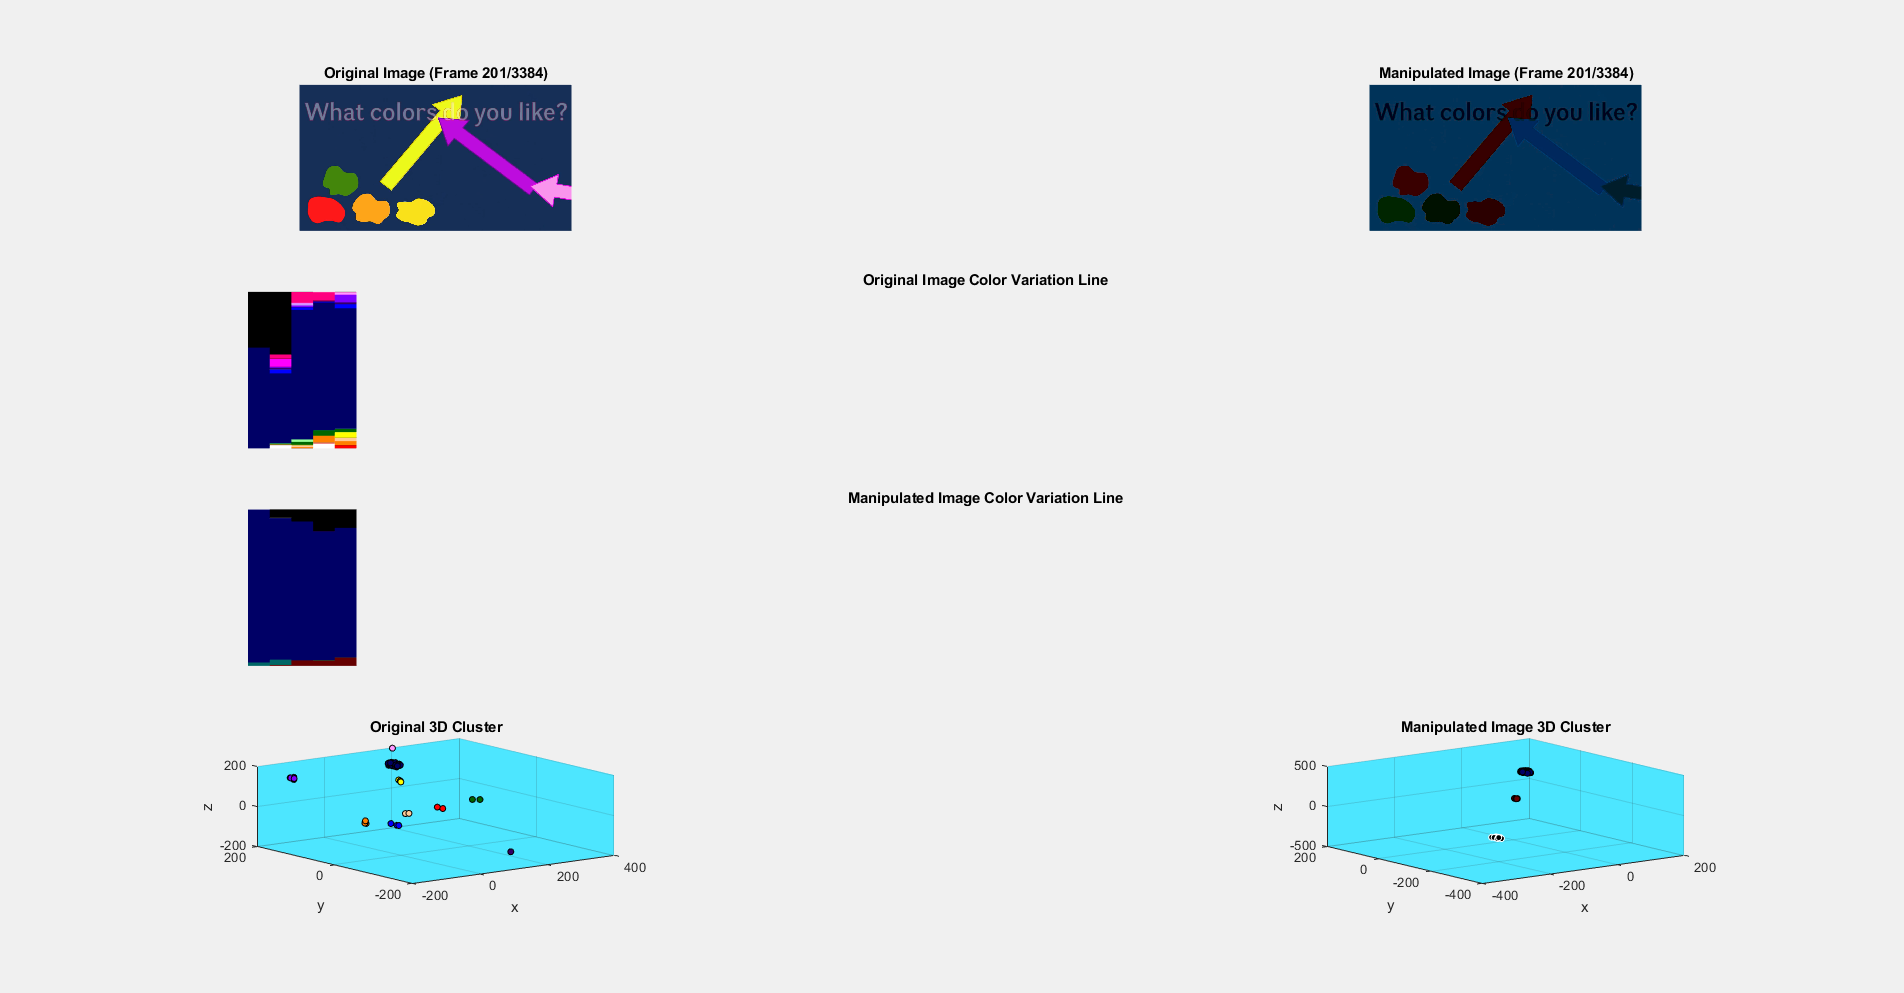 Original Image (Frame 201/3384)
What colors do you like?
Manipulated Image (Frame 201/3384)
What colors do you like?
Original Image Color Variation Line
Manipulated Image Color Variation Line
Original 3D Cluster
200
0
-200
z
200
0
-200
y
-200
0
200
400
x
Manipulated Image 3D Cluster
500
0
-500
z
200
0
-200
-400
y
-400
-200
0
200
x